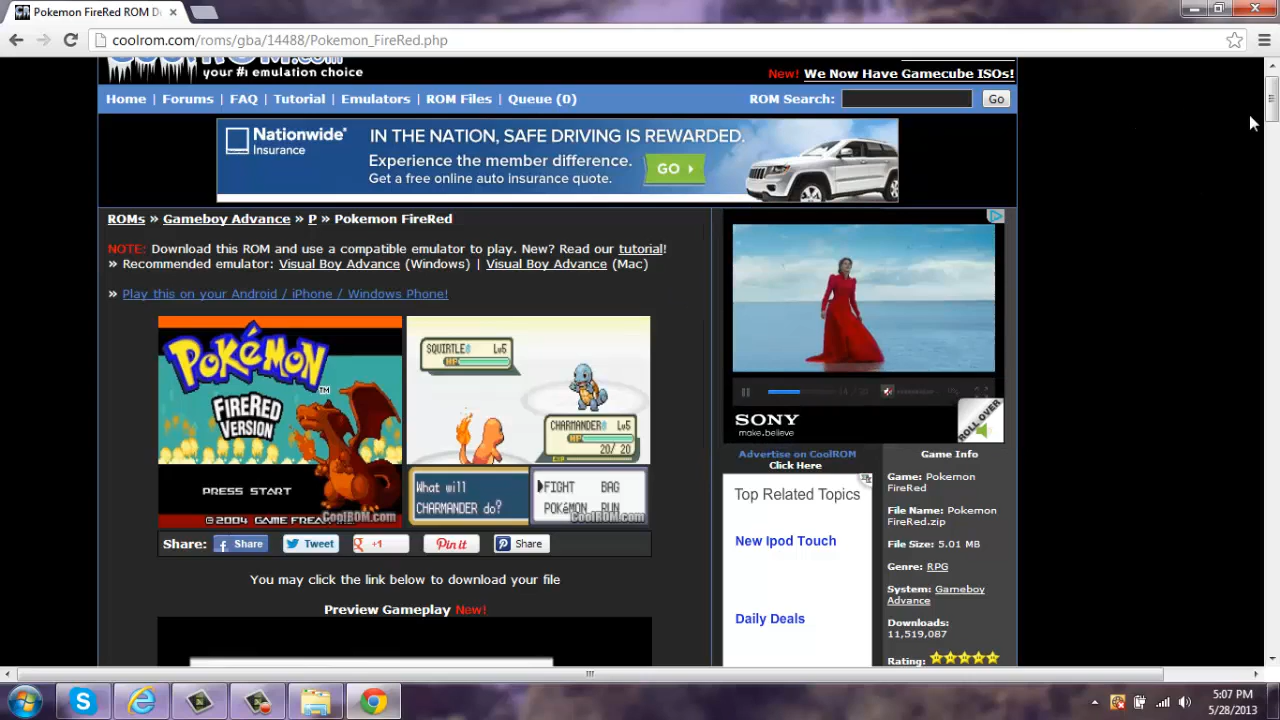 Pokemon FireRed ROM D
coolrom.com/roms/gba/14488/Pokemon_FireRed.php
your #1 emulation choice
New! We Now Have Gamecube ISOs!
Home | Forums | FAQ | Tutorial | Emulators | ROM Files | Queue (0)
ROM Search: Go
Nationwide®
Insurance
IN THE NATION, SAFE DRIVING IS REWARDED.
Experience the member difference.
Get a free online auto insurance quote.
GO
ROMs » Gameboy Advance » P » Pokemon FireRed
NOTE: Download this ROM and use a compatible emulator to play. New? Read our tutorial!
» Recommended emulator: Visual Boy Advance (Windows) | Visual Boy Advance (Mac)
» Play this on your Android / iPhone / Windows Phone!
POKéMON
TM
FIRERED
VERSION
PRESS START
©2004 GAME FREAK
CoolROM.com
SQUIRTLE Lv5
HP
CHARMANDER Lv5
HP
20/ 20
What will
CHARMANDER do?
FIGHT BAG
POKéMON RUN
CoolROM.com
SONY
make.believe
ROLL OVER
Share: Share Tweet +1 Pin it Share
You may click the link below to download your file
Preview Gameplay New!
Advertise on CoolROM
Click Here
Top Related Topics
New Ipod Touch
Daily Deals
Game Info
Game: Pokemon
FireRed
File Name: Pokemon
FireRed.zip
File Size: 5.01 MB
Genre: RPG
System: Gameboy
Advance
Downloads:
11,519,087
Rating:
5:07 PM
5/28/2013